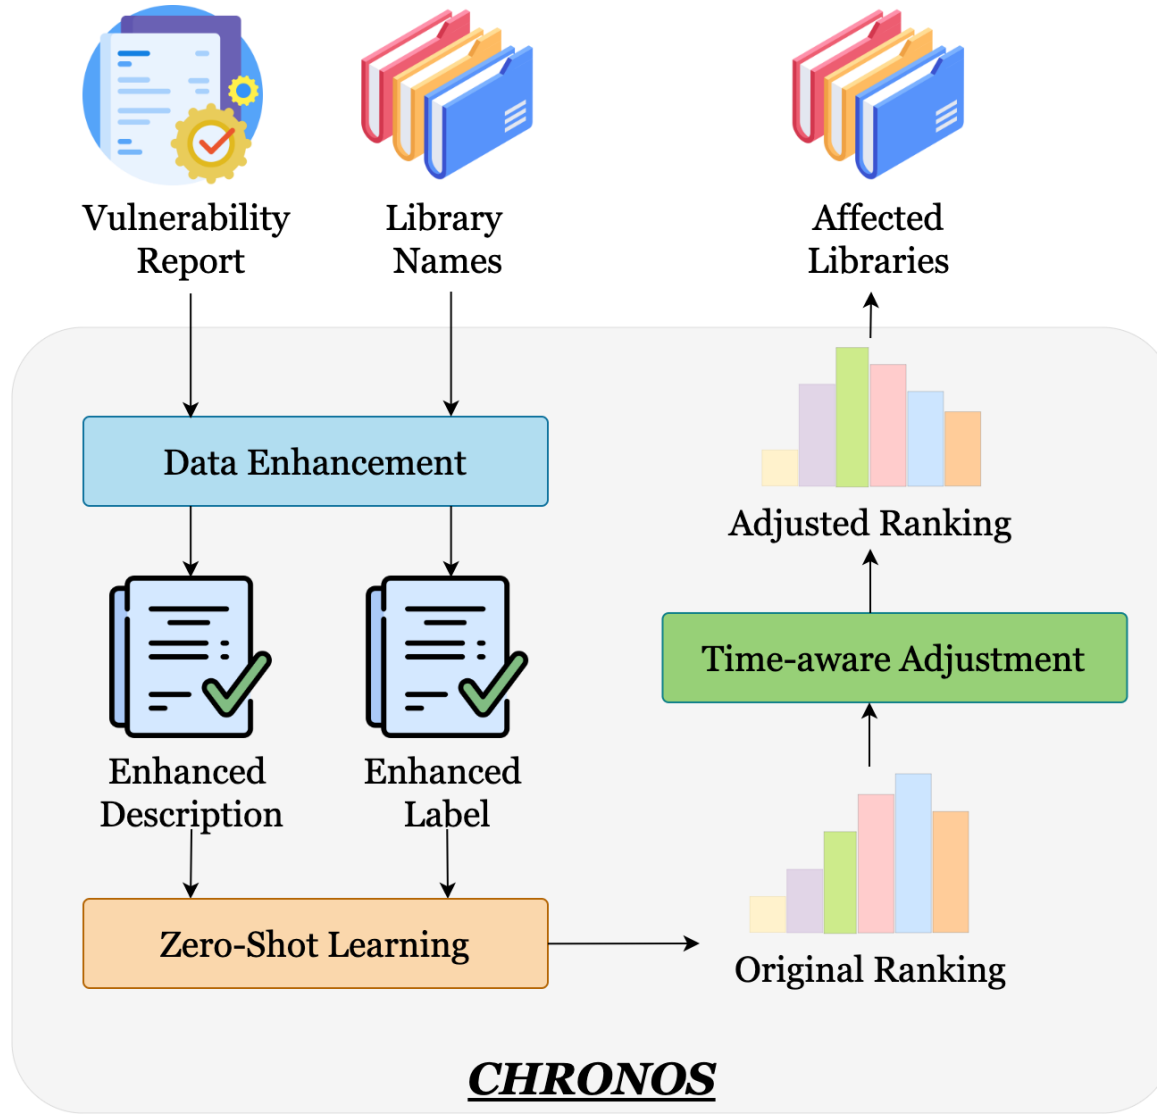 Vulnerability
Report
Library
Names
Affected
Libraries
Data Enhancement
Adjusted Ranking
Time-aware Adjustment
Enhanced
Description
Enhanced
Label
Zero-Shot Learning
Original Ranking
CHRONOS